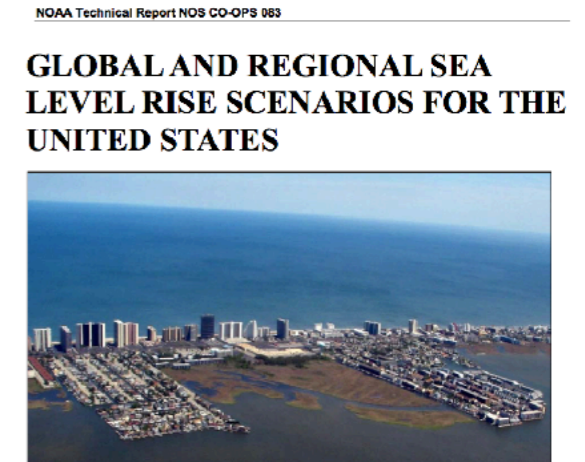 NOAA Technical Report NOS CO-OPS 083
GLOBAL AND REGIONAL SEA
LEVEL RISE SCENARIOS FOR THE
UNITED STATES